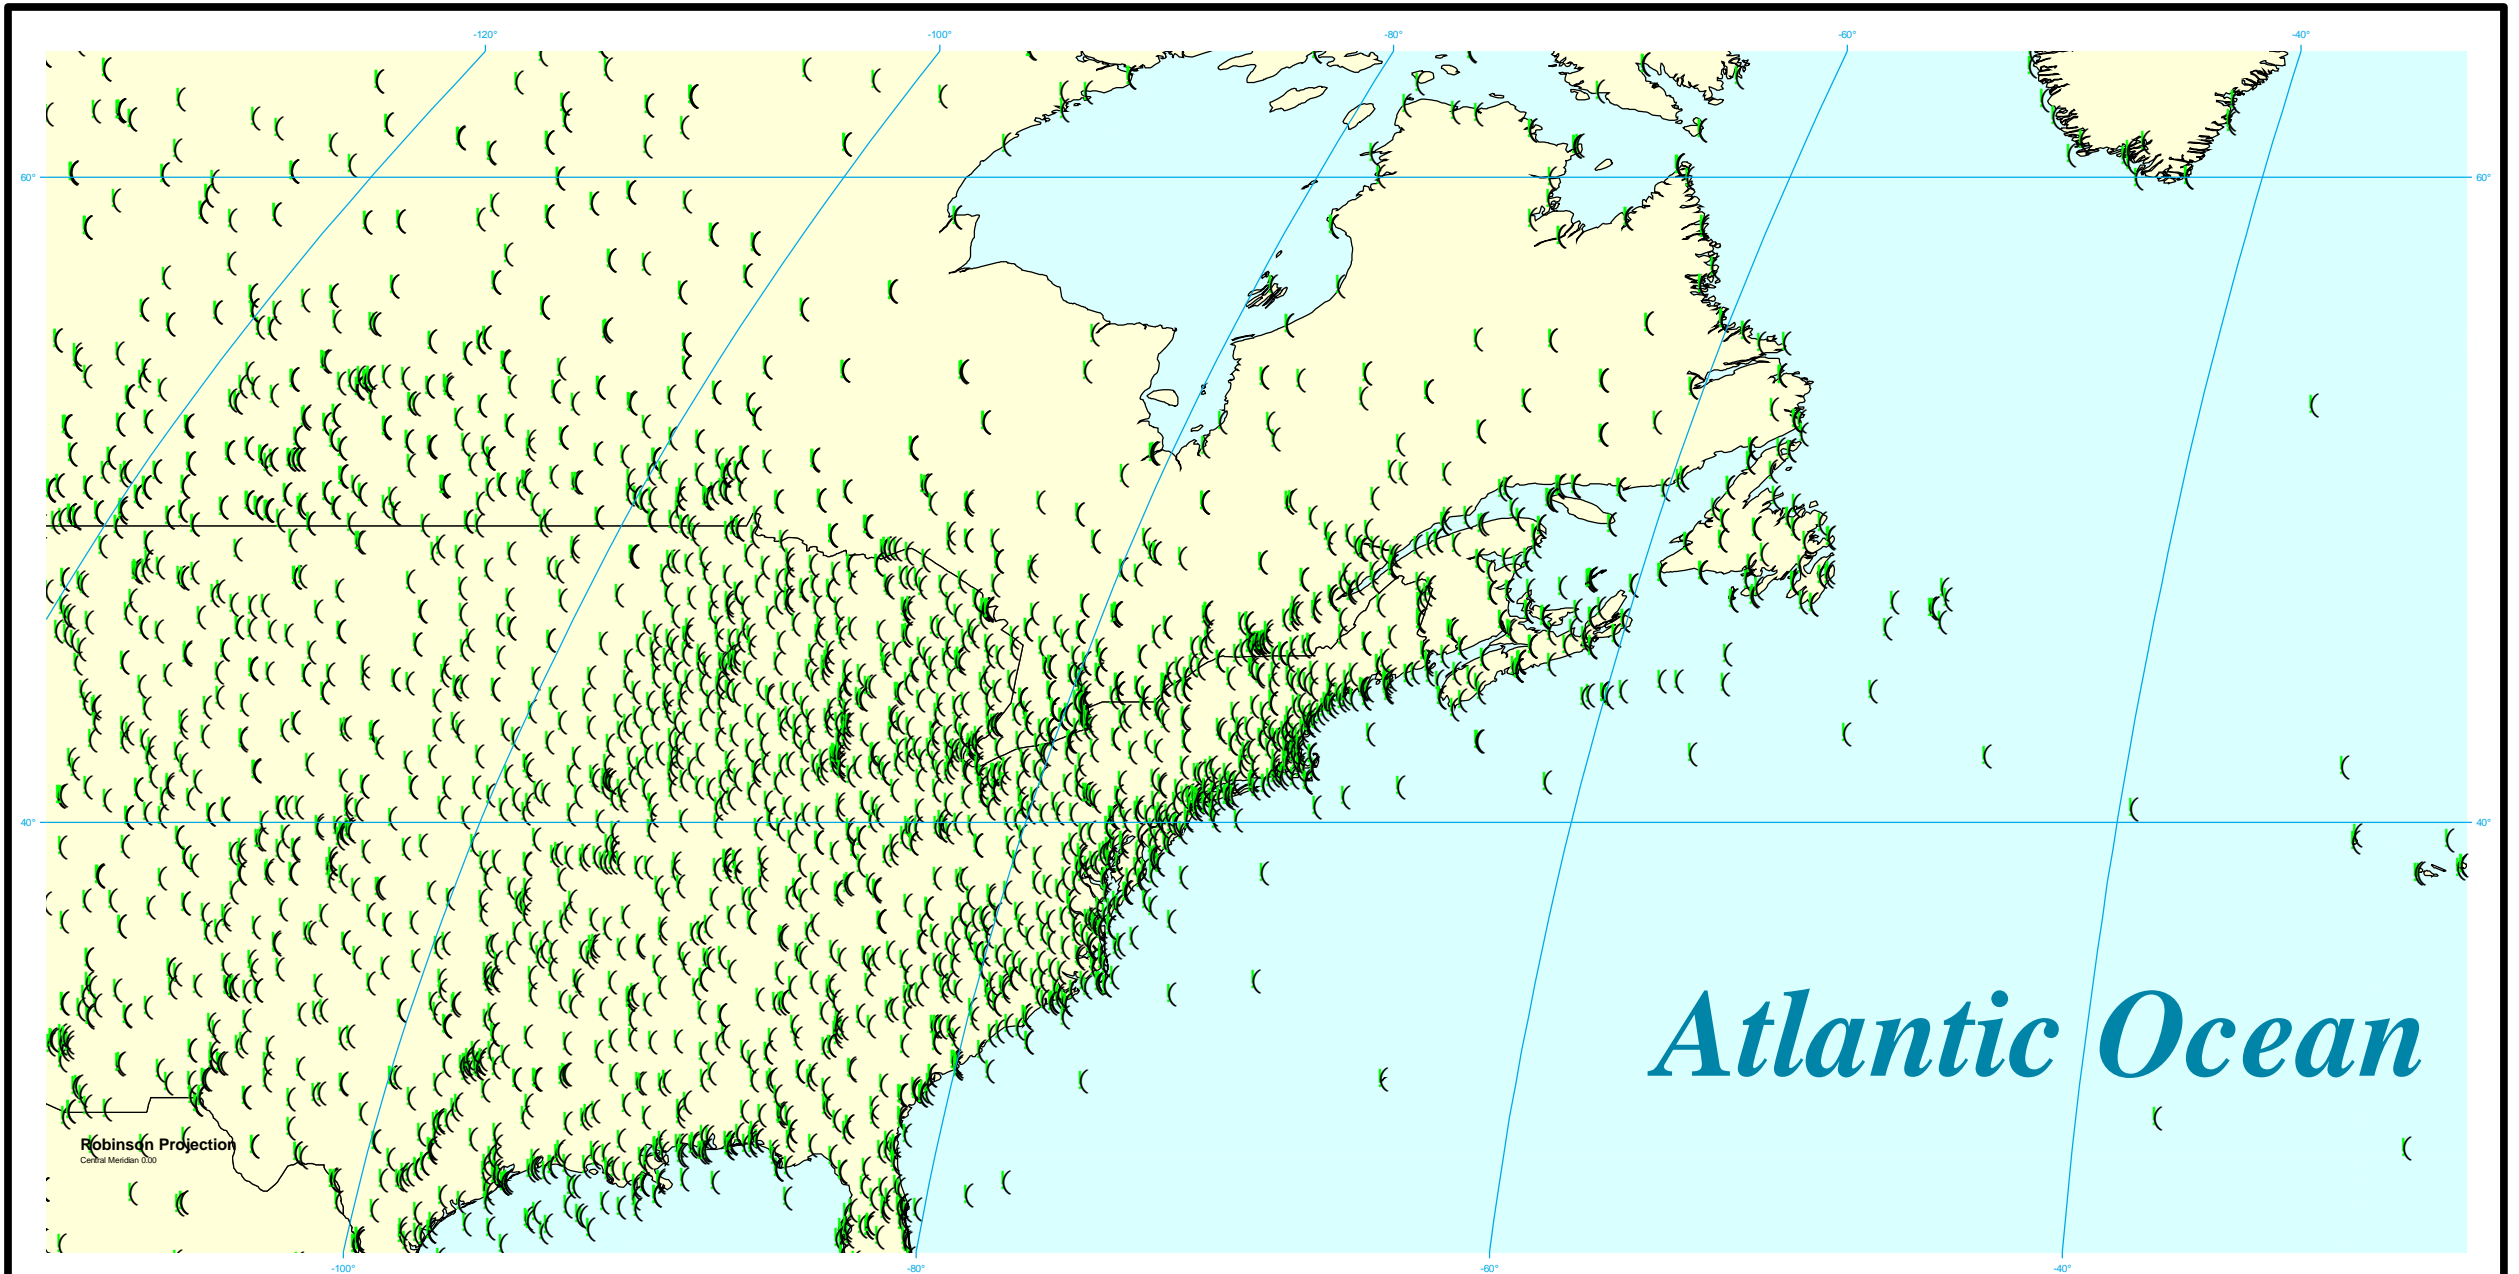 -120° -100° -80° -60° -40°
60° 60°
40° 40°
Atlantic Ocean
Robinson Projection
Central Meridian 0.00
-100° -80° -60° -40°